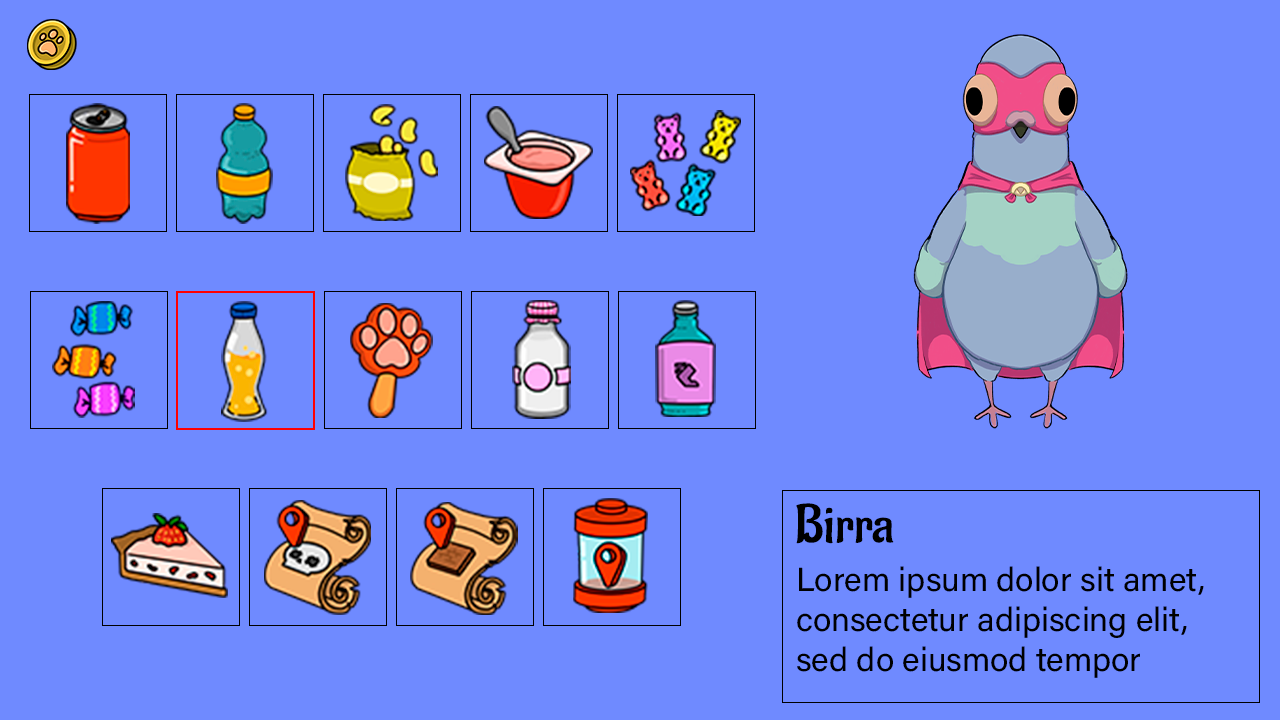 Birra
Lorem ipsum dolor sit amet,
consectetur adipiscing elit,
sed do eiusmod tempor